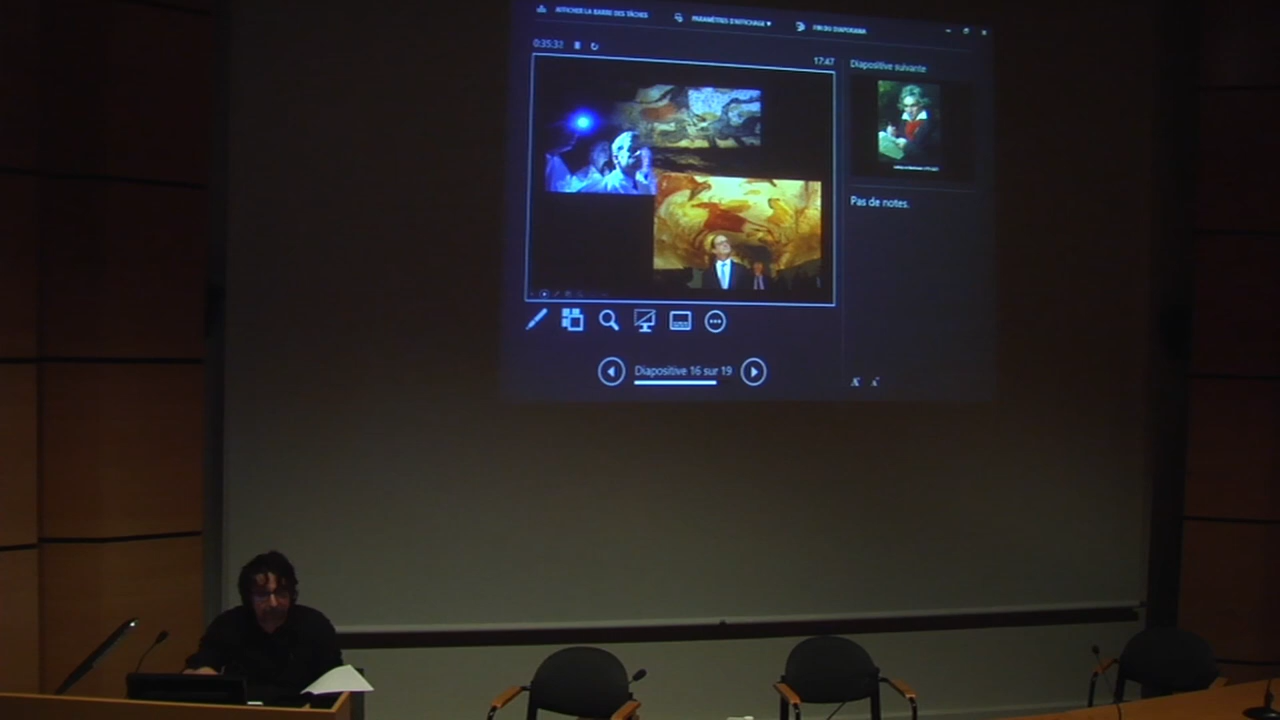 AFFICHER LA BARRE DES TÂCHES
PARAMÈTRES D'AFFICHAGE
FIN DU DIAPORAMA
0:35:32
17:47
Diapositive suivante
Pas de notes.
Diapositive 16 sur 19